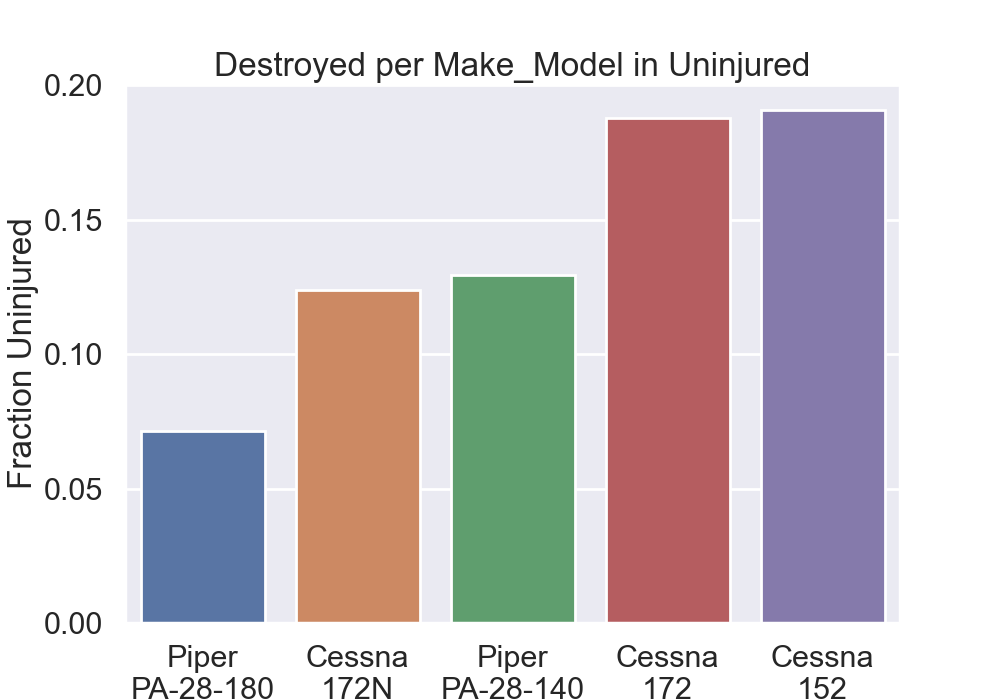 Destroyed per Make_Model in Uninjured
Fraction Uninjured
0.20
0.15
0.10
0.05
0.00
Piper
PA-28-180
Cessna
172N
Piper
PA-28-140
Cessna
172
Cessna
152